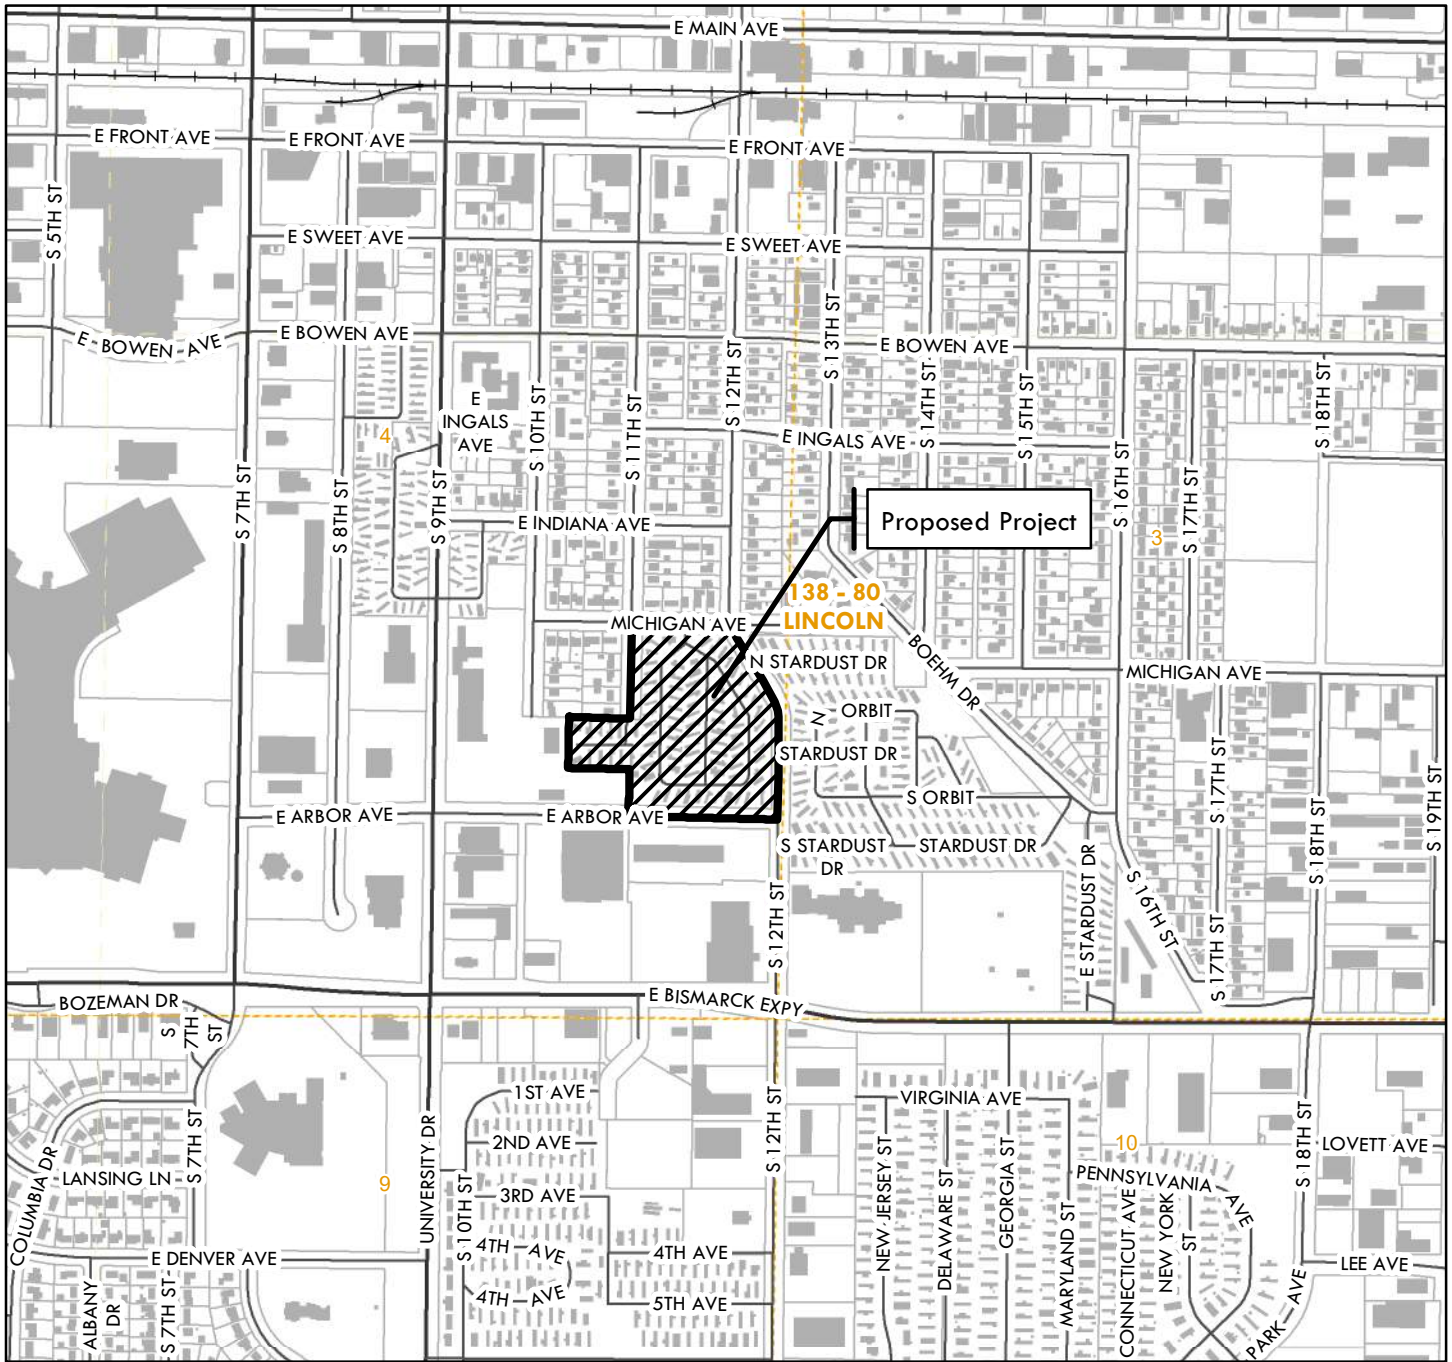 E MAIN AVE
E FRONT AVE
E FRONT AVE
E FRONT AVE
S 5TH ST
E SWEET AVE
E SWEET AVE
E BOWEN AVE
E BOWEN AVE
E BOWEN AVE
S 13TH ST
S 12TH ST
S 14TH ST
S 15TH ST
S 18TH ST
E
INGALS
AVE
S 10TH ST
S 11TH ST
E INGALS AVE
4
S 7TH ST
S 8TH ST
S 9TH ST
S 16TH ST
S 17TH ST
3
E INDIANA AVE
Proposed Project
138 - 80
LINCOLN
MICHIGAN AVE
N STARDUST DR
BOEHM DR
MICHIGAN AVE
N
ORBIT
STARDUST DR
S ORBIT
S 17TH ST
S 18TH ST
S 19TH ST
E ARBOR AVE
E ARBOR AVE
S STARDUST
DR
STARDUST DR
E STARDUST DR
S 16TH ST
S 17TH ST
S 12TH ST
BOZEMAN DR
S
7TH
ST
E BISMARCK EXPY
1ST AVE
2ND AVE
3RD AVE
4TH AVE
4TH AVE
4TH AVE
5TH AVE
S 12TH ST
UNIVERSITY DR
S 10TH ST
COLUMBIA DR
LANSING LN
S 7TH ST
9
E DENVER AVE
ALBANY
DR
S 7TH ST
VIRGINIA AVE
NEW JERSEY ST
DELAWARE ST
GEORGIA ST
MARYLAND ST
10
PENNSYLVANIA
AVE
CONNECTICUT AVE
NEW YORK
ST
S 18TH ST
LOVETT AVE
LEE AVE
PARK AVE